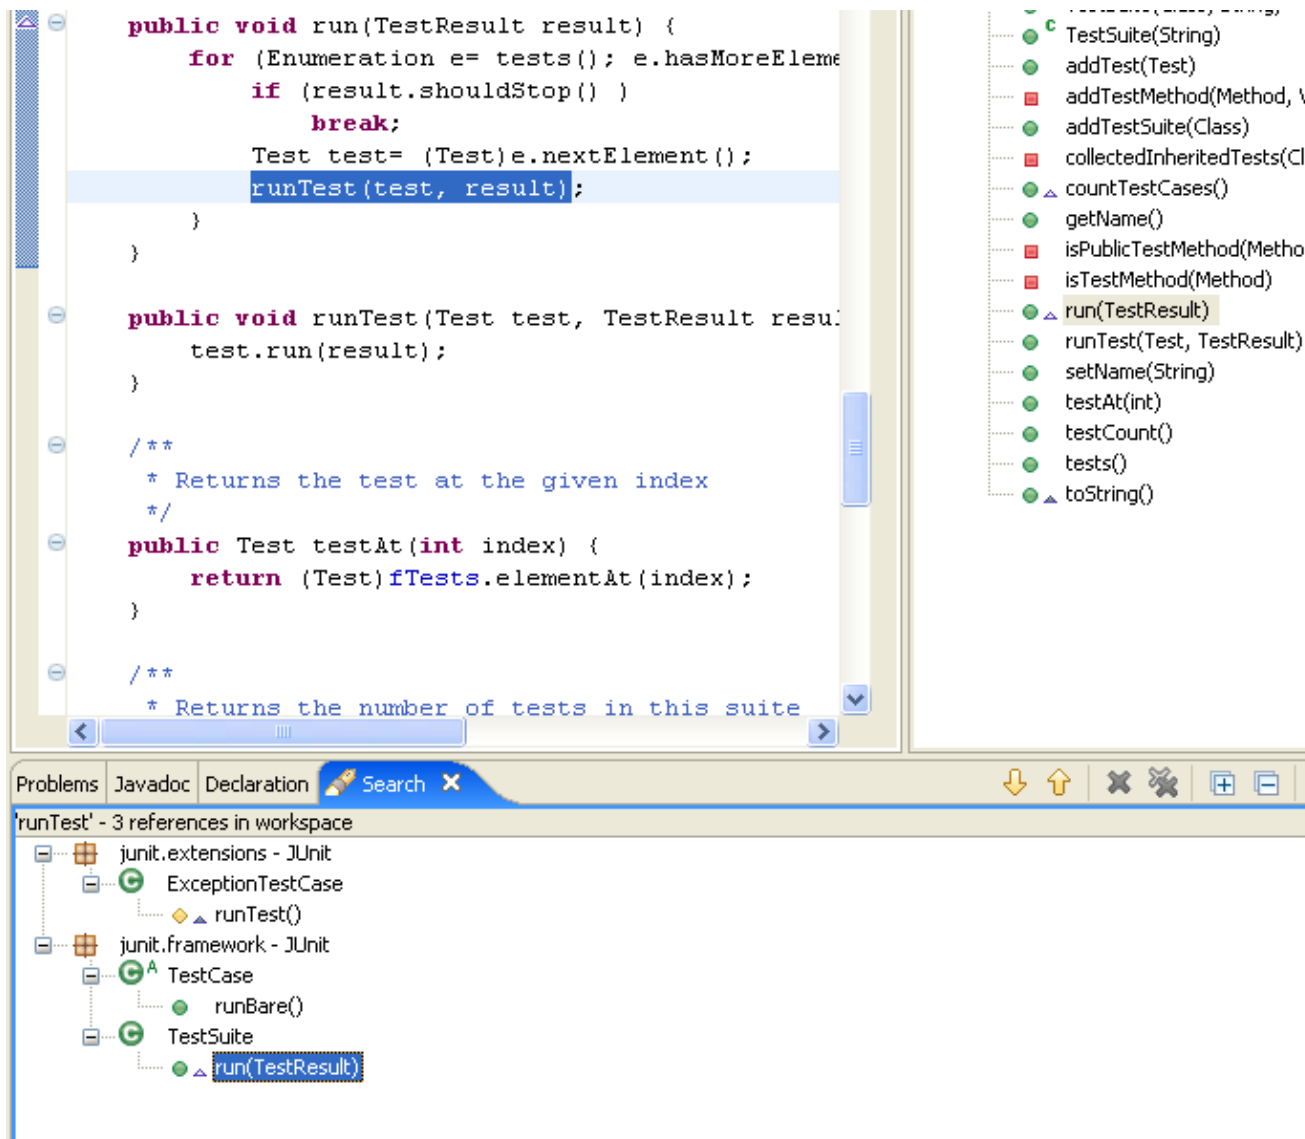 public void run(TestResult result) {
for (Enumeration e= tests(); e.hasMoreEleme
if (result.shouldStop() )
break;
Test test= (Test)e.nextElement();
runTest(test, result);
}
}
public void runTest(Test test, TestResult resul
test.run(result);
}
/**
* Returns the test at the given index
*/
public Test testAt(int index) {
return (Test)fTests.elementAt(index);
}
/**
* Returns the number of tests in this suite
TestSuite(String)
addTest(Test)
addTestMethod(Method, V
addTestSuite(Class)
collectedInheritedTests(Cl
countTestCases()
getName()
isPublicTestMethod(Metho
isTestMethod(Method)
run(TestResult)
runTest(Test, TestResult)
setName(String)
testAt(int)
testCount()
tests()
toString()
Problems Javadoc Declaration Search
'runTest' - 3 references in workspace
junit.extensions - JUnit
ExceptionTestCase
runTest()
junit.framework - JUnit
TestCase
runBare()
TestSuite
run(TestResult)